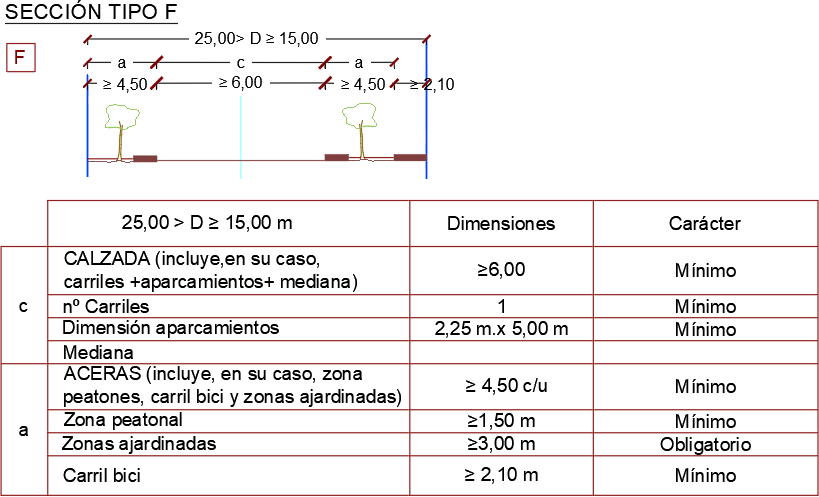 SECCIÓN TIPO F
F
25,00> D ≥ 15,00
a c a
≥ 4,50 ≥ 6,00 ≥ 4,50 ≥ 2,10
25,00 > D ≥ 15,00 m Dimensiones Carácter
c
CALZADA (incluye,en su caso,
carriles +aparcamientos+ mediana) ≥6,00 Mínimo
nº Carriles 1 Mínimo
Dimensión aparcamientos 2,25 m.x 5,00 m Mínimo
Mediana
a
ACERAS (incluye, en su caso, zona
peatones, carril bici y zonas ajardinadas) ≥ 4,50 c/u Mínimo
Zona peatonal ≥1,50 m Mínimo
Zonas ajardinadas ≥3,00 m Obligatorio
Carril bici ≥ 2,10 m Mínimo